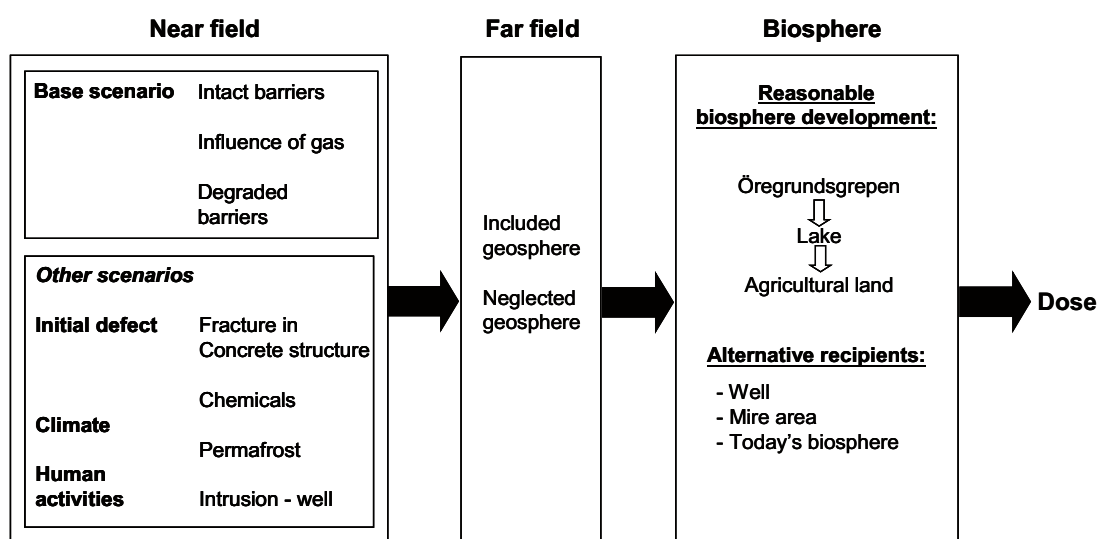 Near field
Far field
Biosphere
Base scenario
Intact barriers
Influence of gas
Degraded
barriers
Other scenarios
Initial defect
Fracture in
Concrete structure
Chemicals
Climate
Permafrost
Human
activities
Intrusion - well
Included
geosphere
Neglected
geosphere
Reasonable
biosphere development:
Öregrundsgrepen
Lake
Agricultural land
Alternative recipients:
- Well
- Mire area
- Today's biosphere
Dose